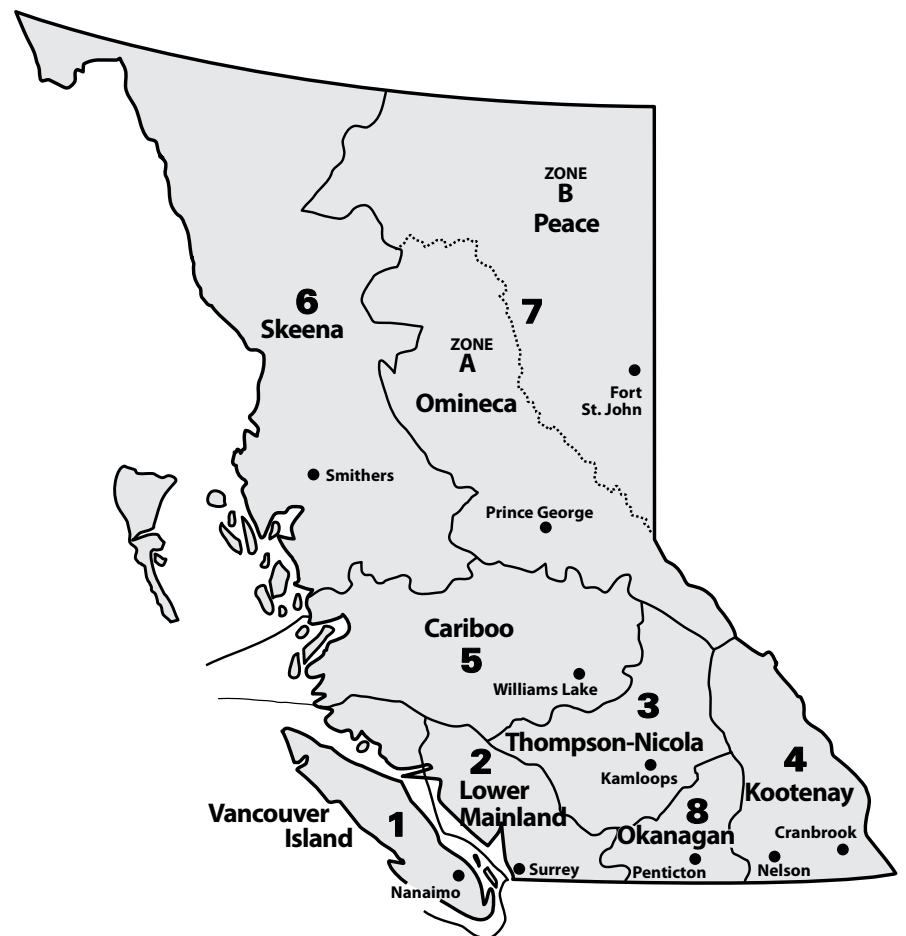 ZONE
B
Peace
6
Skeena
7
ZONE
A
Omineca
Fort
St. John
Smithers
Prince George
Cariboo
5
Williams Lake
3
Thompson-Nicola
Kamloops
2
Lower
Mainland
4
Kootenay
Cranbrook
Nelson
8
Okanagan
Penticton
Vancouver
Island
1
Nanaimo
Surrey